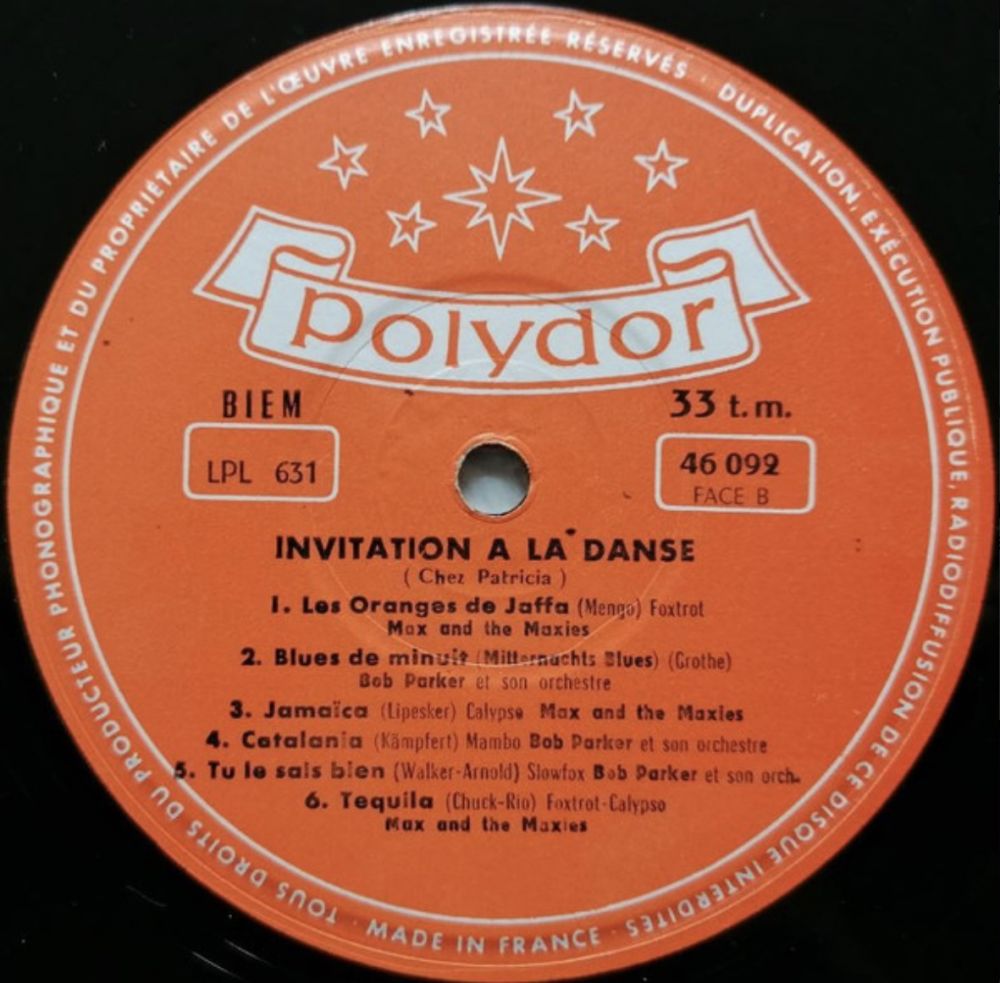 TOUS DROITS DU PRODUCTEUR PHONOGRAPHIQUE ET DU PROPRIÉTAIRE DE L'ŒUVRE ENREGISTRÉE RÉSERVÉS · DUPLICATION, EXÉCUTION PUBLIQUE, RADIODIFFUSION DE CE DISQUE INTERDITES · MADE IN FRANCE ·
polydor
BIEM
33 t.m.
LPL 631
46 092
FACE B
INVITATION A LA DANSE
( Chez Patricia )
1. Les Oranges de Jaffa (Mengo) Foxtrot
Max and the Maxies
2. Blues de minuit (Mitternachts Blues) (Grothe)
Bob Parker et son orchestre
3. Jamaïca (Lipesker) Calypso Max and the Maxies
4. Catalania (Kämpfert) Mambo Bob Parker et son orchestre
5. Tu le sais bien (Walker-Arnold) Slowfox Bob Parker et son orch.
6. Tequila (Chuck-Rio) Foxtrot-Calypso
Max and the Maxies